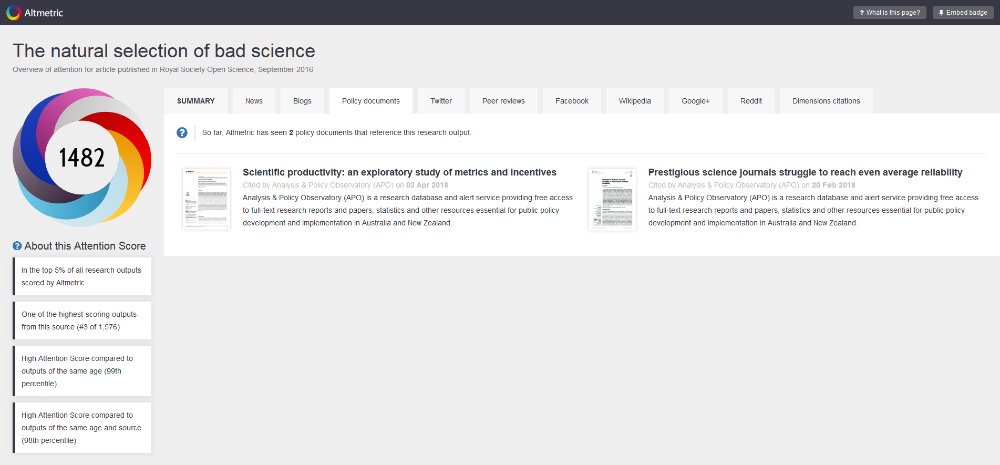 Altmetric
? What is this page?
Embed badge
The natural selection of bad science
Overview of attention for article published in Royal Society Open Science, September 2016
1482
SUMMARY
News
Blogs
Policy documents
Twitter
Peer reviews
Facebook
Wikipedia
Google+
Reddit
Dimensions citations
? So far, Altmetric has seen 2 policy documents that reference this research output.
Scientific productivity: an exploratory study of metrics and incentives
Cited by Analysis & Policy Observatory (APO) on 03 Apr 2018
Analysis & Policy Observatory (APO) is a research database and alert service providing free access
to full-text research reports and papers, statistics and other resources essential for public policy
development and implementation in Australia and New Zealand.
Prestigious Science Journals
Struggle to Reach Even Average
Reliability
Prestigious science journals struggle to reach even average reliability
Cited by Analysis & Policy Observatory (APO) on 20 Feb 2018
Analysis & Policy Observatory (APO) is a research database and alert service providing free access
to full-text research reports and papers, statistics and other resources essential for public policy
development and implementation in Australia and New Zealand.
? About this Attention Score
In the top 5% of all research outputs
scored by Altmetric
One of the highest-scoring outputs
from this source (#3 of 1,576)
High Attention Score compared to
outputs of the same age (99th
percentile)
High Attention Score compared to
outputs of the same age and source
(98th percentile)